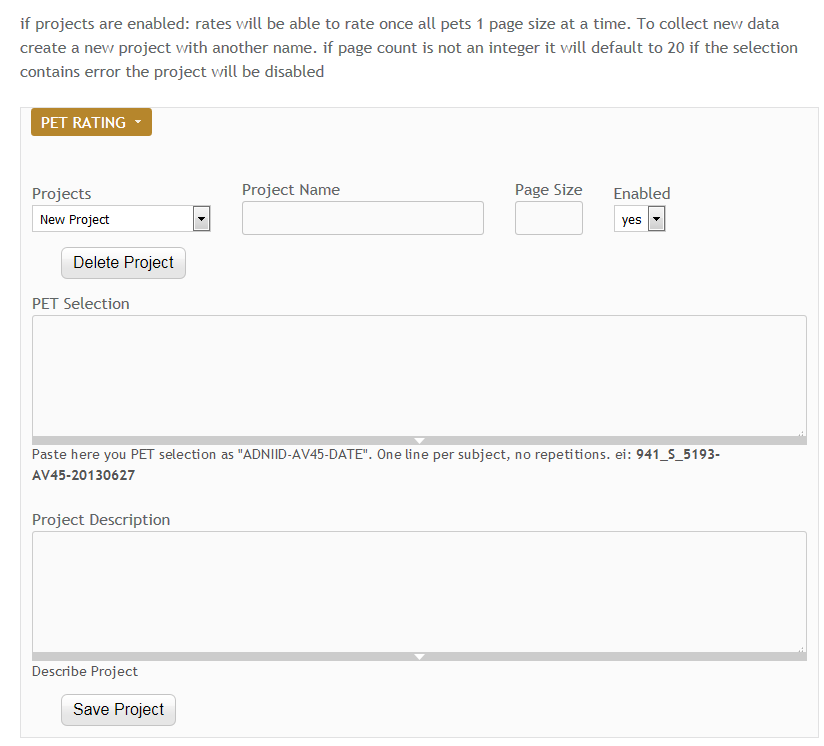 if projects are enabled: rates will be able to rate once all pets 1 page size at a time. To collect new data
create a new project with another name. if page count is not an integer it will default to 20 if the selection
contains error the project will be disabled
PET RATING
Projects
Project Name
Page Size
Enabled
New Project
yes
Delete Project
PET Selection
Paste here you PET selection as "ADNIID-AV45-DATE". One line per subject, no repetitions. ei: 941_S_5193-
AV45-20130627
Project Description
Describe Project
Save Project